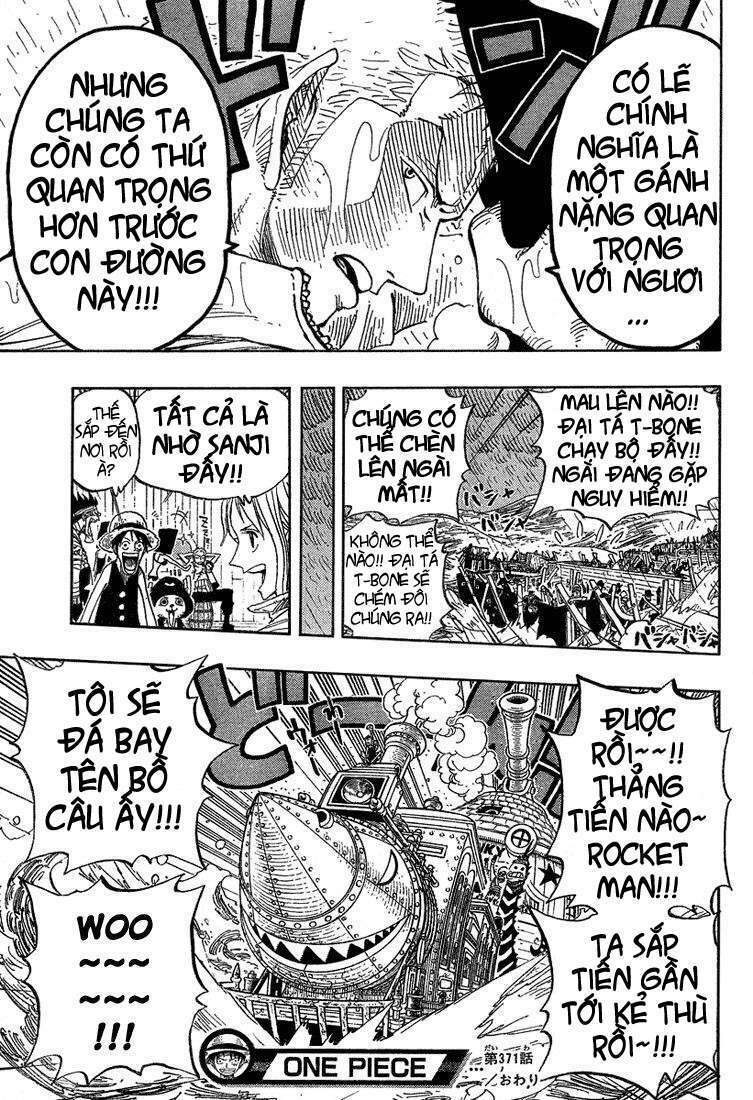 CÓ LẼ
CHÍNH
NGHĨA LÀ
MỘT GÁNH
NẶNG QUAN
TRỌNG
VỚI NGƯƠI
...
NHƯNG
CHÚNG TA
CÒN CÓ THỨ
QUAN TRỌNG
HƠN TRƯỚC
CON ĐƯỜNG
NÀY!!!
MAU LÊN NÀO!!
ĐẠI TÁ T-BONE
CHẠY BỘ ĐẤY!!
NGÀI ĐANG GẶP
NGUY HIỂM!!
CHÚNG CÓ
THỂ CHÈN
LÊN NGÀI
MẤT!!
KHÔNG THỂ
NÀO!! ĐẠI TÁ
T-BONE SẼ
CHÉM ĐÔI
CHÚNG RA!!
TẤT CẢ LÀ
NHỜ SANJI
ĐẤY!!
THẾ
SẮP ĐẾN
NƠI RỒI
À?
ĐƯỢC
RỒI~~!!
THẲNG
TIẾN NÀO~
ROCKET
MAN!!!
TA SẮP
TIẾN GẦN
TỚI KẺ THÙ
RỒI~!!!
TÔI SẼ
ĐÁ BAY
TÊN BỒ
CÂU ẤY!!!
WOO
~~~~
~~~~
!!!
ONE PIECE
... 第371話
/おわり